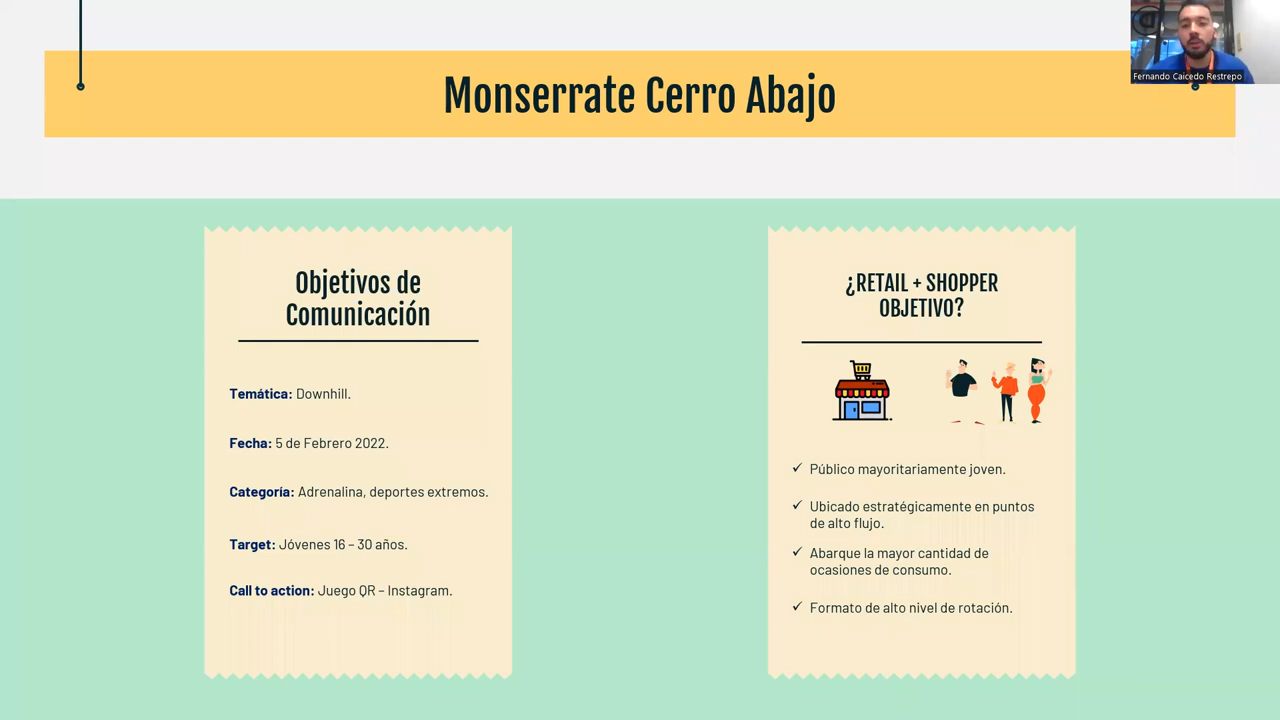 Monserrate Cerro Abajo
Fernando Caicedo Restrepo
Objetivos de
Comunicación
Temática: Downhill.
Fecha: 5 de Febrero 2022.
Categoría: Adrenalina, deportes extremos.
Target: Jóvenes 16 – 30 años.
Call to action: Juego QR – Instagram.
¿RETAIL + SHOPPER
OBJETIVO?
✓ Público mayoritariamente joven.
✓ Ubicado estratégicamente en puntos
de alto flujo.
✓ Abarque la mayor cantidad de
ocasiones de consumo.
✓ Formato de alto nivel de rotación.